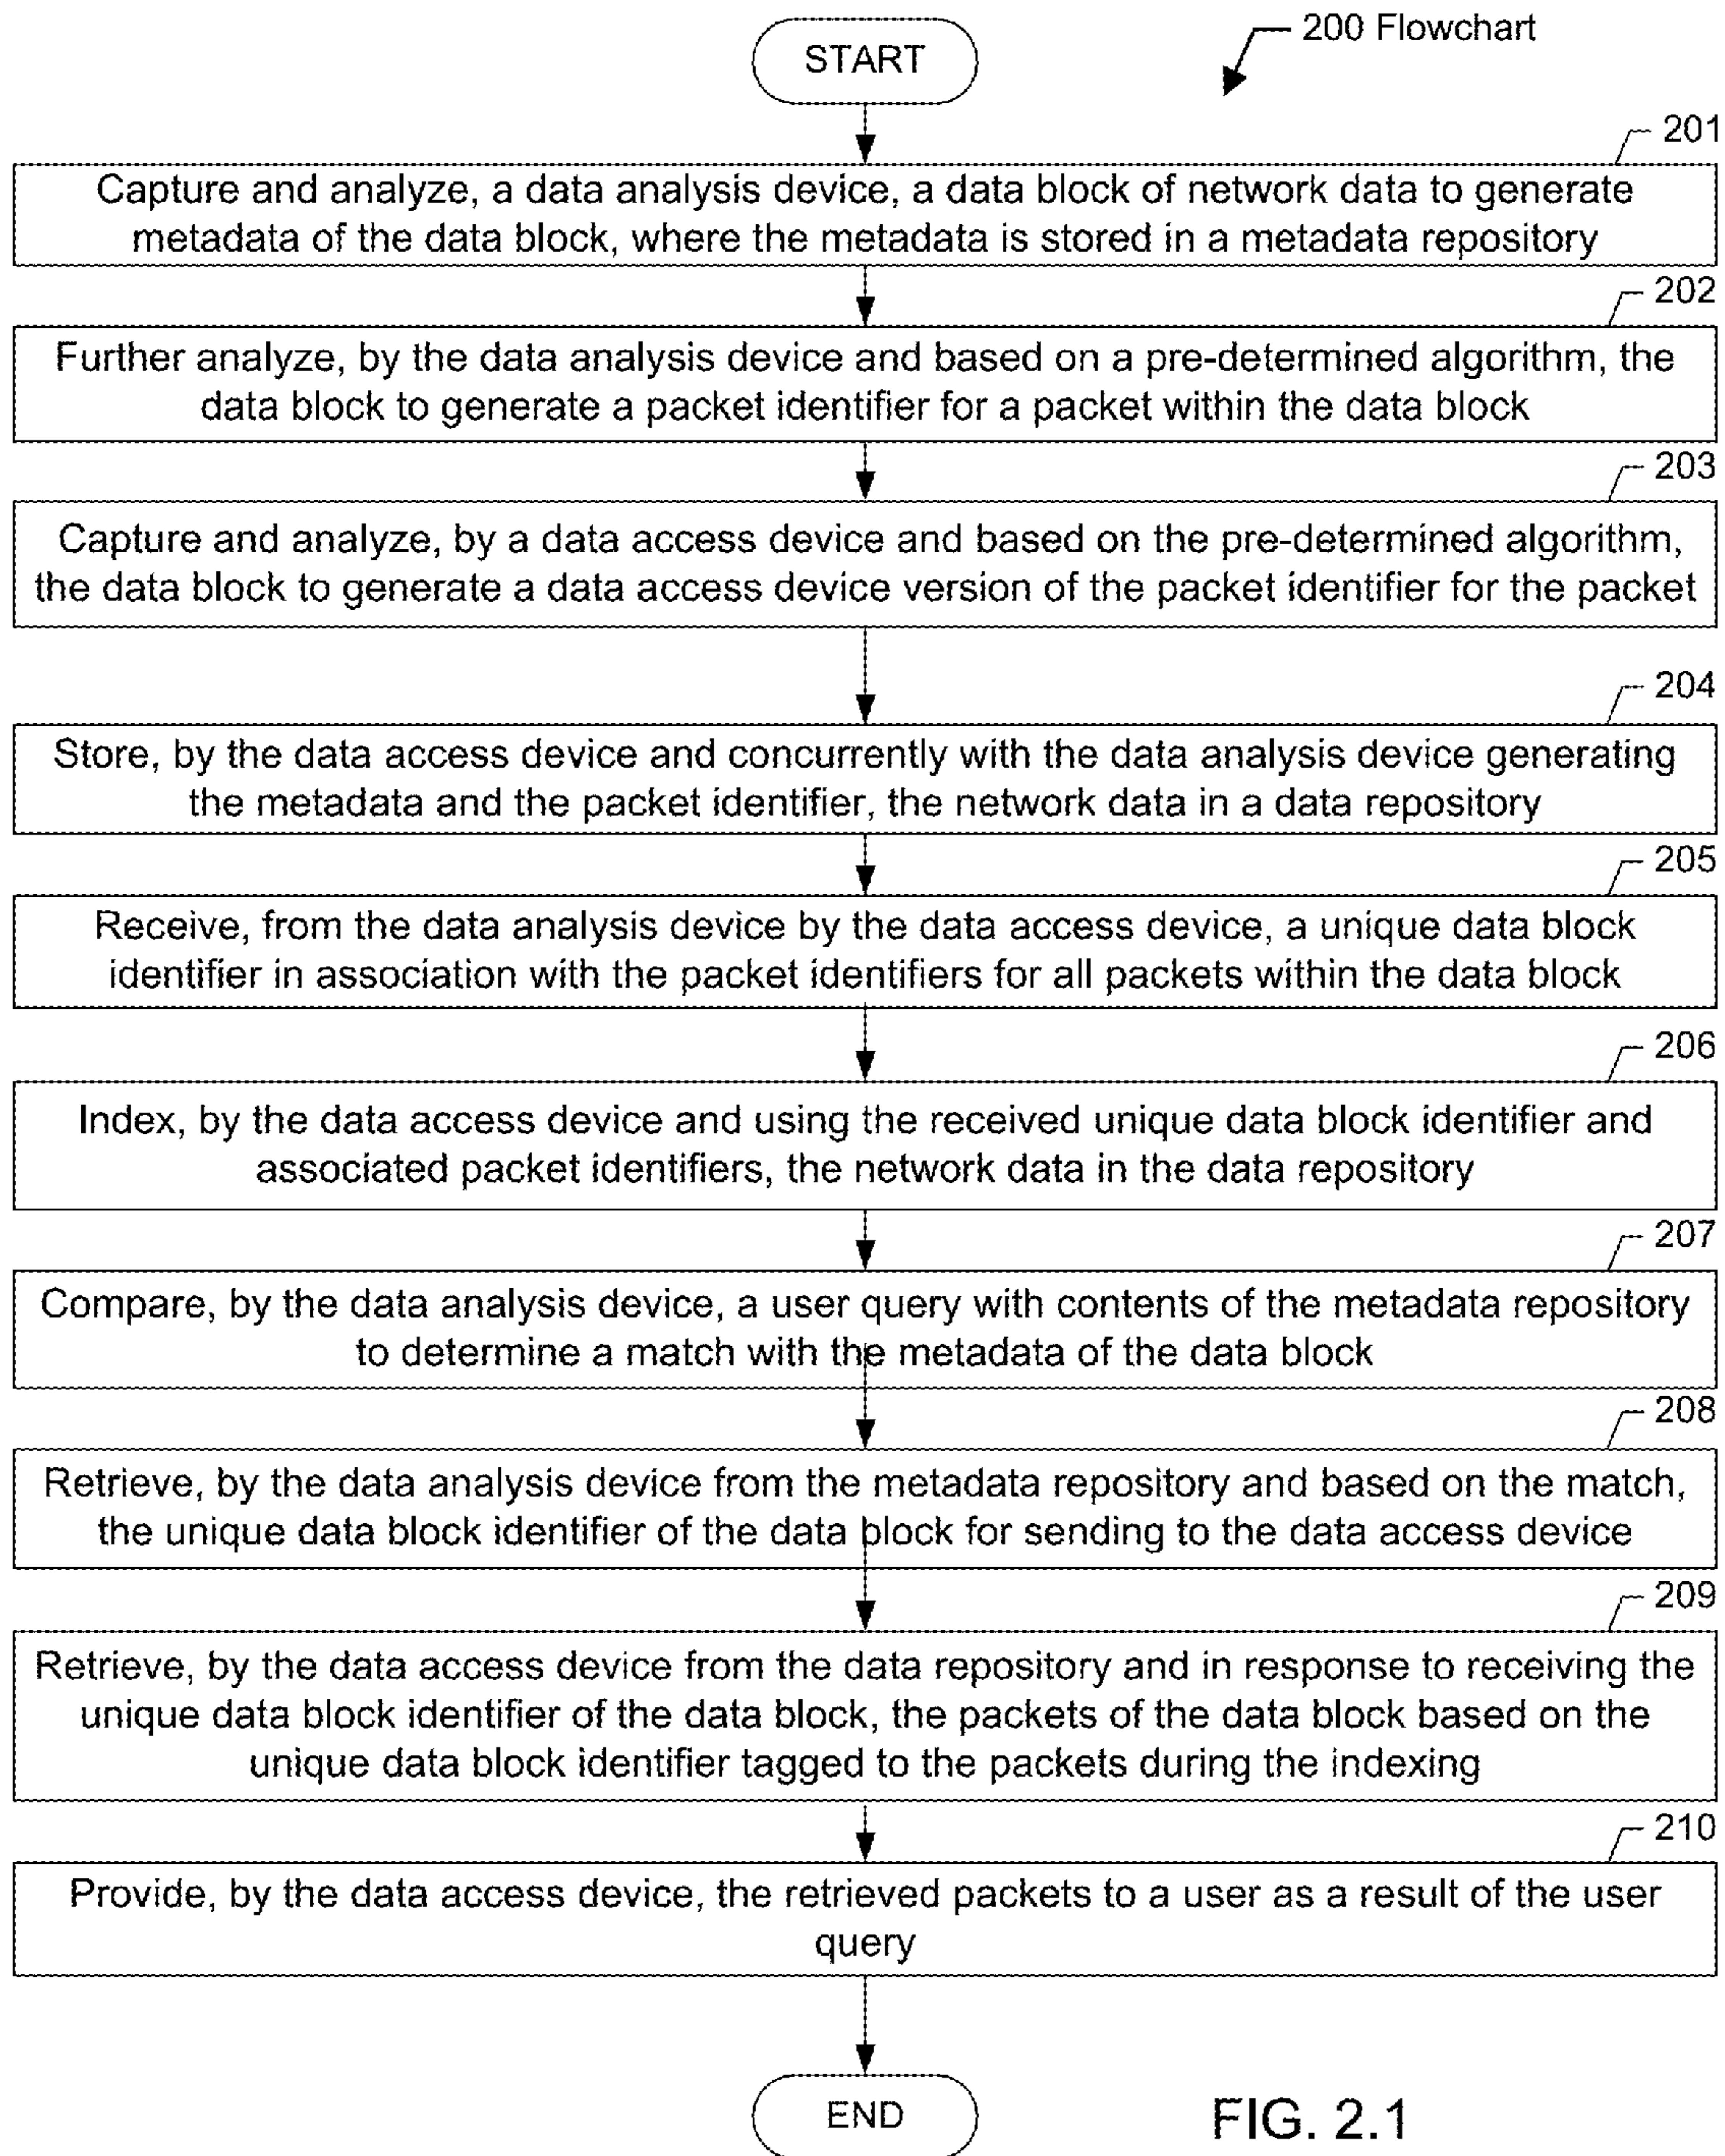 START
200 Flowchart
201
Capture and analyze, a data analysis device, a data block of network data to generate
metadata of the data block, where the metadata is stored in a metadata repository
202
Further analyze, by the data analysis device and based on a pre-determined algorithm, the
data block to generate a packet identifier for a packet within the data block
203
Capture and analyze, by a data access device and based on the pre-determined algorithm,
the data block to generate a data access device version of the packet identifier for the packet
204
Store, by the data access device and concurrently with the data analysis device generating
the metadata and the packet identifier, the network data in a data repository
205
Receive, from the data analysis device by the data access device, a unique data block
identifier in association with the packet identifiers for all packets within the data block
206
Index, by the data access device and using the received unique data block identifier and
associated packet identifiers, the network data in the data repository
207
Compare, by the data analysis device, a user query with contents of the metadata repository
to determine a match with the metadata of the data block
208
Retrieve, by the data analysis device from the metadata repository and based on the match,
the unique data block identifier of the data block for sending to the data access device
209
Retrieve, by the data access device from the data repository and in response to receiving the
unique data block identifier of the data block, the packets of the data block based on the
unique data block identifier tagged to the packets during the indexing
210
Provide, by the data access device, the retrieved packets to a user as a result of the user
query
END
FIG. 2.1